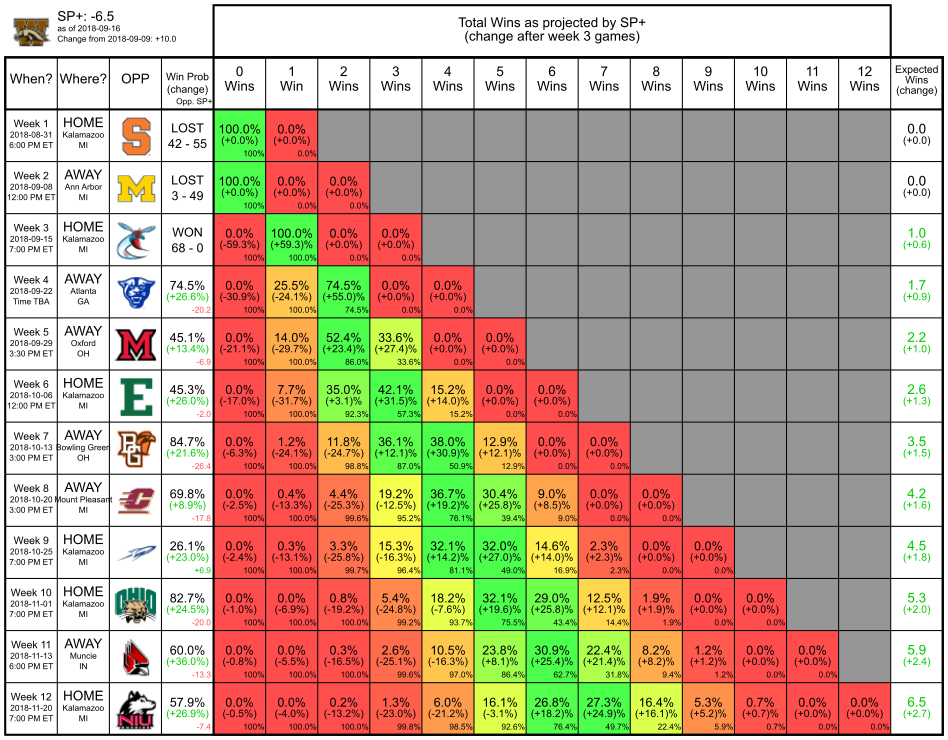 SP+: -6.5
as of 2018-09-16
Change from 2018-09-09: +10.0
Total Wins as projected by SP+
(change after week 3 games)
When? Where? OPP Win Prob (change) Opp. SP+ 0 Wins 1 Win 2 Wins 3 Wins 4 Wins 5 Wins 6 Wins 7 Wins 8 Wins 9 Wins 10 Wins 11 Wins 12 Wins Expected Wins (change)
Week 1 HOME LOST 100.0% 0.0% 0.0
2018-08-31 Kalamazoo S 42 - 55 (+0.0%) (+0.0%) (+0.0)
6:00 PM ET MI 100% 0.0%
Week 2 AWAY LOST 100.0% 0.0% 0.0% 0.0
2018-09-08 Ann Arbor M 3 - 49 (+0.0%) (+0.0%) (+0.0%) (+0.0)
12:00 PM ET MI 100% 0.0% 0.0%
Week 3 HOME WON 0.0% 100.0% 0.0% 0.0% 1.0
2018-09-15 Kalamazoo 68 - 0 (-59.3%) (+59.3)% (+0.0%) (+0.0%) (+0.6)
7:00 PM ET MI 100% 100.0% 0.0% 0.0%
Week 4 AWAY 74.5% 0.0% 25.5% 74.5% 0.0% 0.0% 1.7
2018-09-22 Atlanta (+26.6%) (-30.9%) (-24.1%) (+55.0)% (+0.0%) (+0.0%) (+0.9)
Time TBA GA -20.2 100% 100.0% 74.5% 0.0% 0.0%
Week 5 AWAY 45.1% 0.0% 14.0% 52.4% 33.6% 0.0% 0.0% 2.2
2018-09-29 Oxford M (+13.4%) (-21.1%) (-29.7%) (+23.4)% (+27.4)% (+0.0%) (+0.0%) (+1.0)
3:30 PM ET OH -6.9 100% 100.0% 86.0% 33.6% 0.0% 0.0%
Week 6 HOME 45.3% 0.0% 7.7% 35.0% 42.1% 15.2% 0.0% 0.0% 2.6
2018-10-06 Kalamazoo E (+26.0%) (-17.0%) (-31.7%) (+3.1)% (+31.5)% (+14.0)% (+0.0%) (+0.0%) (+1.3)
12:00 PM ET MI -2.0 100% 100.0% 92.3% 57.3% 15.2% 0.0% 0.0%
Week 7 AWAY 84.7% 0.0% 1.2% 11.8% 36.1% 38.0% 12.9% 0.0% 0.0% 3.5
2018-10-13 Bowling Green BG (+21.6%) (-6.3%) (-24.1%) (-24.7%) (+12.1)% (+30.9)% (+12.1)% (+0.0%) (+0.0%) (+1.5)
3:00 PM ET OH -26.4 100% 100.0% 98.8% 87.0% 50.9% 12.9% 0.0% 0.0%
Week 8 AWAY 69.8% 0.0% 0.4% 4.4% 19.2% 36.7% 30.4% 9.0% 0.0% 0.0% 4.2
2018-10-20 Mount Pleasant C (+8.9%) (-2.5%) (-13.3%) (-25.3%) (-12.5%) (+19.2)% (+25.8)% (+8.5)% (+0.0%) (+0.0%) (+1.6)
3:00 PM ET MI -17.8 100% 100.0% 99.6% 95.2% 76.1% 39.4% 9.0% 0.0% 0.0%
Week 9 HOME 26.1% 0.0% 0.3% 3.3% 15.3% 32.1% 32.0% 14.6% 2.3% 0.0% 0.0% 4.5
2018-10-25 Kalamazoo (+23.0%) (-2.4%) (-13.1%) (-25.8%) (-16.3%) (+14.2)% (+27.0)% (+14.0)% (+2.3)% (+0.0%) (+0.0%) (+1.8)
7:00 PM ET MI +6.9 100% 100.0% 99.7% 96.4% 81.1% 49.0% 16.9% 2.3% 0.0% 0.0%
Week 10 HOME 82.7% 0.0% 0.0% 0.8% 5.4% 18.2% 32.1% 29.0% 12.5% 1.9% 0.0% 0.0% 5.3
2018-11-01 Kalamazoo OHIO (+24.5%) (-1.0%) (-6.9%) (-19.2%) (-24.8%) (-7.6%) (+19.6)% (+25.8)% (+12.1)% (+1.9)% (+0.0%) (+0.0%) (+2.0)
7:00 PM ET MI -20.0 100% 100.0% 100.0% 99.2% 93.7% 75.5% 43.4% 14.4% 1.9% 0.0% 0.0%
Week 11 AWAY 60.0% 0.0% 0.0% 0.3% 2.6% 10.5% 23.8% 30.9% 22.4% 8.2% 1.2% 0.0% 0.0% 5.9
2018-11-13 Muncie (+36.0%) (-0.8%) (-5.5%) (-16.5%) (-25.1%) (-16.3%) (+8.1)% (+25.4)% (+21.4)% (+8.2)% (+1.2)% (+0.0%) (+0.0%) (+2.4)
6:00 PM ET IN -13.3 100% 100.0% 100.0% 99.6% 97.0% 86.4% 62.7% 31.8% 9.4% 1.2% 0.0% 0.0%
Week 12 HOME 57.9% 0.0% 0.0% 0.2% 1.3% 6.0% 16.1% 26.8% 27.3% 16.4% 5.3% 0.7% 0.0% 0.0% 6.5
2018-11-20 Kalamazoo NIU (+26.9%) (-0.5%) (-4.0%) (-13.2%) (-23.0%) (-21.2%) (-3.1%) (+18.2)% (+24.9)% (+16.1)% (+5.2)% (+0.7)% (+0.0%) (+0.0%) (+2.7)
7:00 PM ET MI -7.4 100% 100.0% 100.0% 99.8% 98.5% 92.6% 76.4% 49.7% 22.4% 5.9% 0.7% 0.0% 0.0%